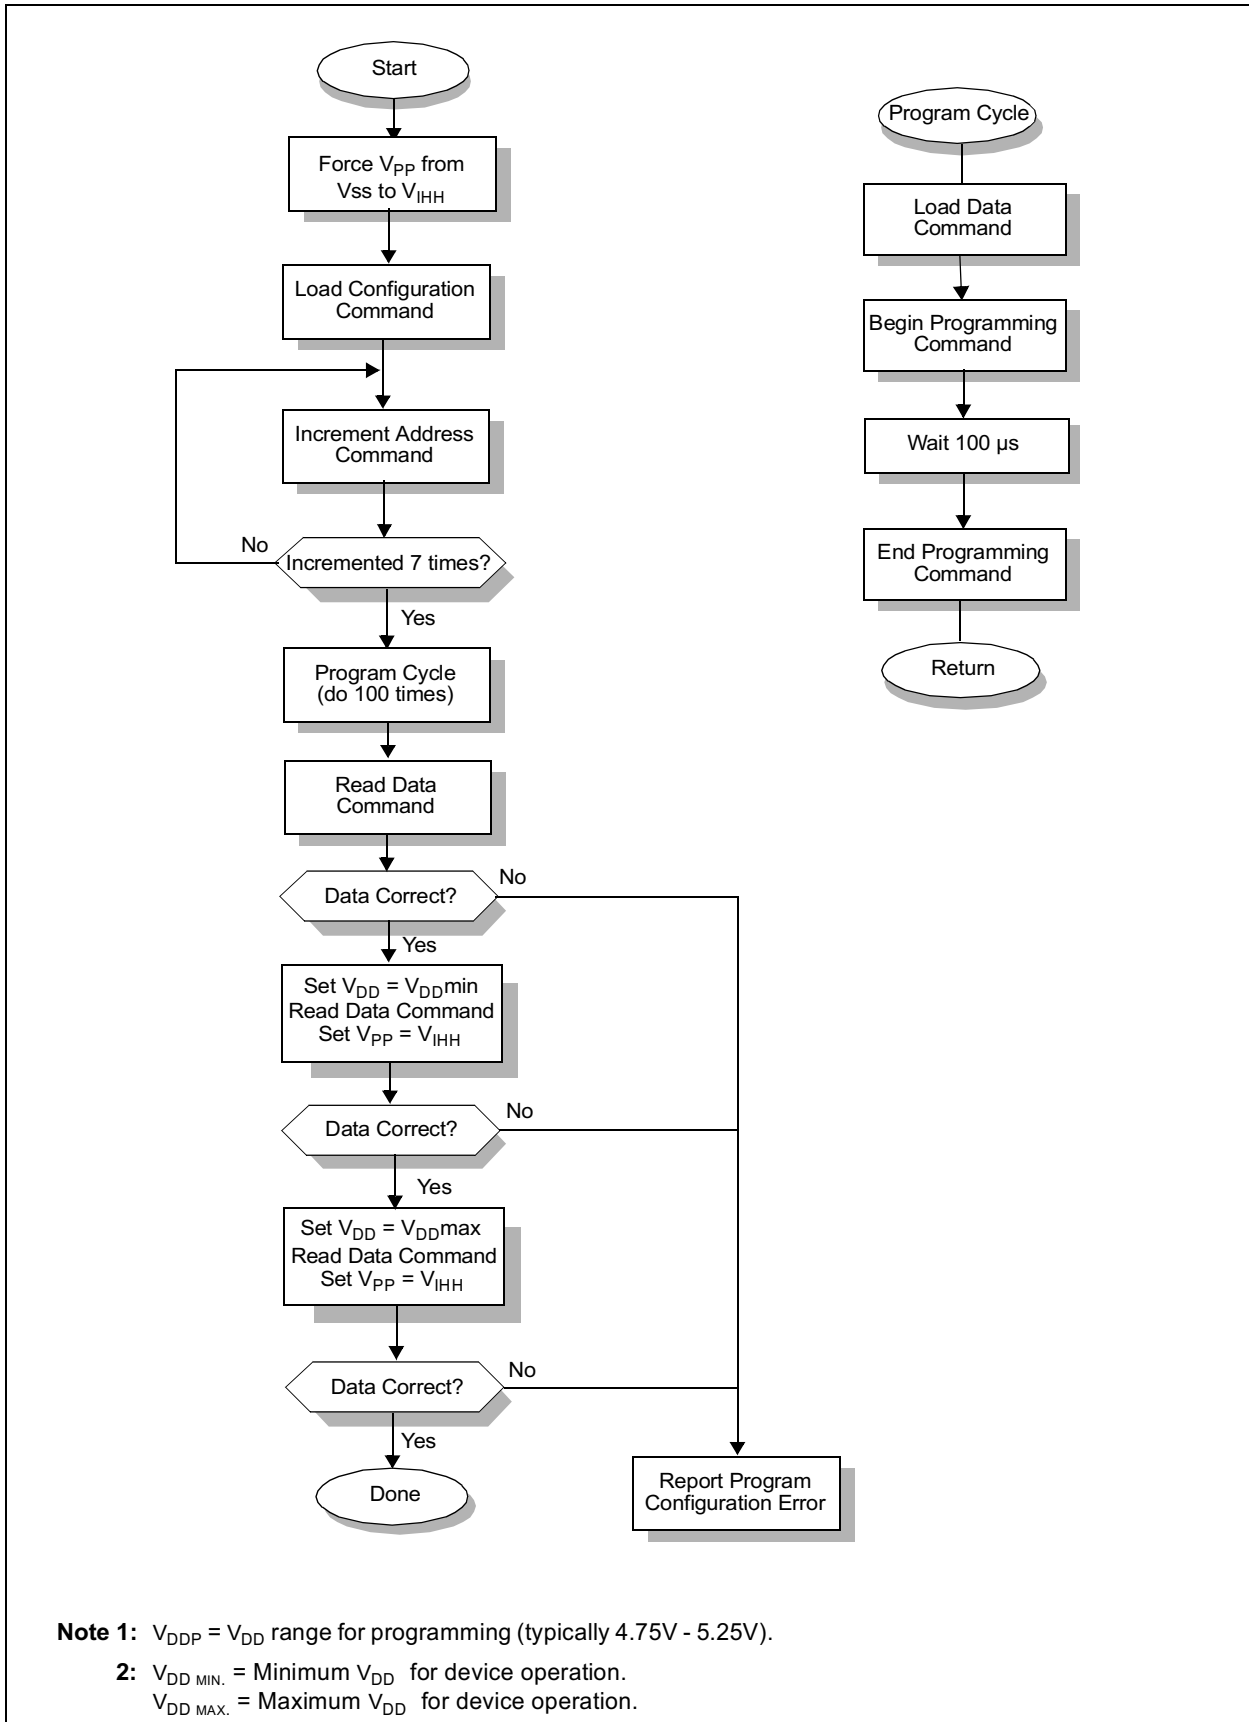 Start
Force VPP from
Vss to VIHH
Load Configuration
Command
Increment Address
Command
No
Incremented 7 times?
Yes
Program Cycle
(do 100 times)
Read Data
Command
Data Correct?
No
Yes
Set VDD = VDDmin
Read Data Command
Set VPP = VIHH
Data Correct?
No
Yes
Set VDD = VDDmax
Read Data Command
Set VPP = VIHH
Data Correct?
No
Yes
Done
Report Program
Configuration Error
Program Cycle
Load Data
Command
Begin Programming
Command
Wait 100 µs
End Programming
Command
Return
Note 1: VDDP = VDD range for programming (typically 4.75V - 5.25V).
2: VDD MIN. = Minimum VDD for device operation.
VDD MAX. = Maximum VDD for device operation.